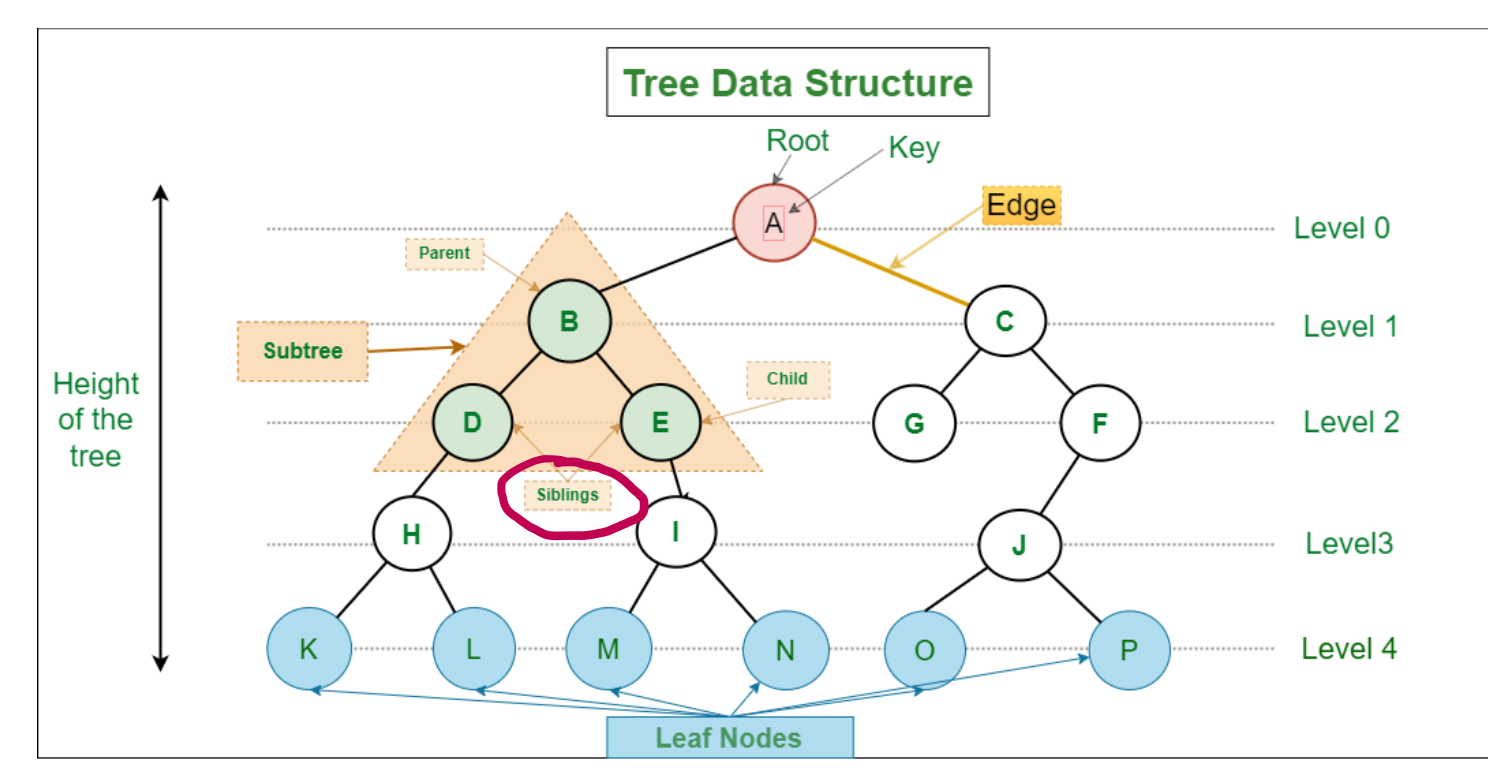 Tree Data Structure
Root
Key
A
Edge
Level 0
Parent
B
C
Level 1
Subtree
Child
Height
of the
tree
D
E
G
F
Level 2
Siblings
H
I
J
Level3
K
L
M
N
O
P
Level 4
Leaf Nodes